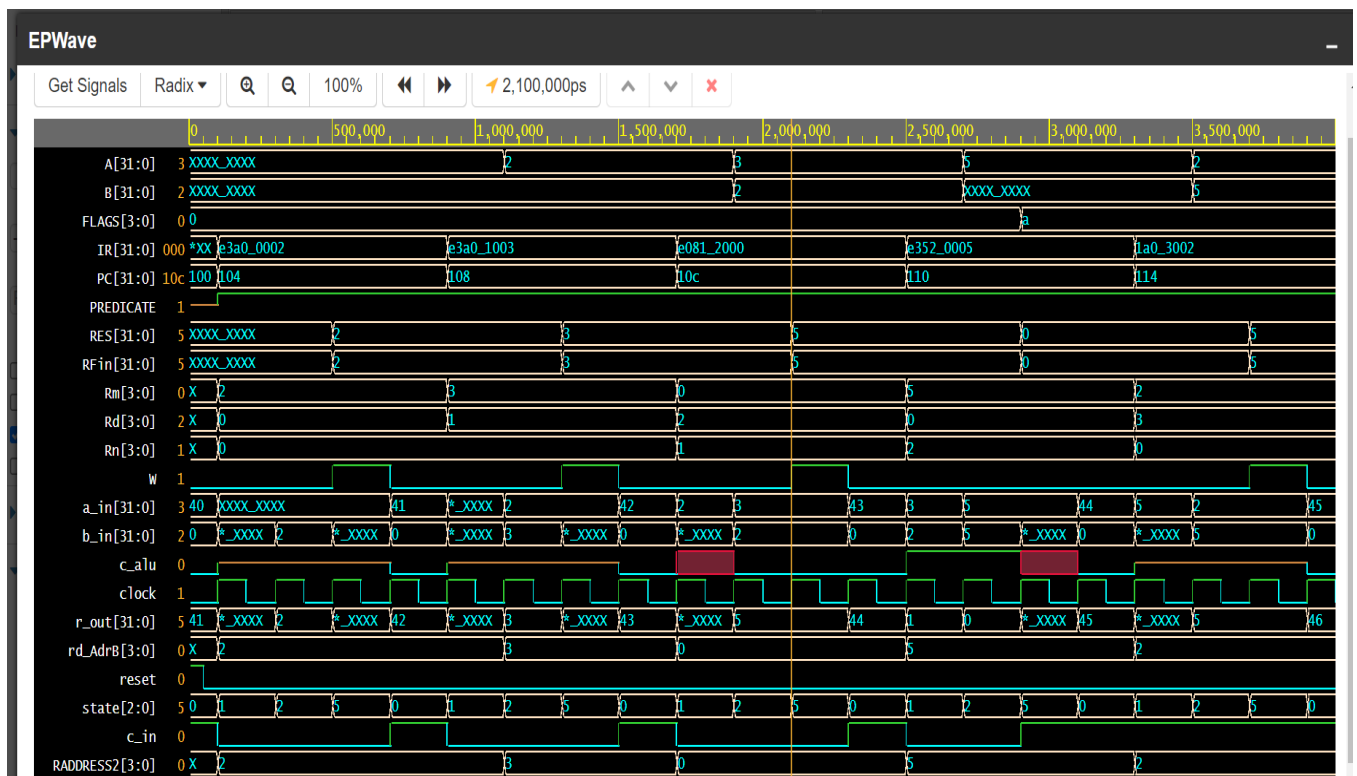 EPWave
Get Signals Radix 100% 2,100,000ps
0 500,000 1,000,000 1,500,000 2,000,000 2,500,000 3,000,000 3,500,000
A[31:0] 3 XXXX_XXXX 2 3 5 2
B[31:0] 2 XXXX_XXXX 2 XXXX_XXXX 5
FLAGS[3:0] 0 0 a
IR[31:0] 000 *XX e3a0_0002 e3a0_1003 e081_2000 e352_0005 1a0_3002
PC[31:0] 10c 100 104 108 10c 110 114
PREDICATE 1
RES[31:0] 5 XXXX_XXXX 2 3 5 0 5
RFin[31:0] 5 XXXX_XXXX 2 3 5 0 5
Rm[3:0] 0 X 2 3 0 5 2
Rd[3:0] 2 X 0 1 2 0 3
Rn[3:0] 1 X 0 1 2 0
W 1
a_in[31:0] 3 40 XXXX_XXXX 41 *_XXXX 2 42 2 3 43 3 5 44 5 2 45
b_in[31:0] 2 0 *_XXXX 2 *_XXXX 0 *_XXXX 3 *_XXXX 0 *_XXXX 2 0 2 5 *_XXXX 0 *_XXXX 5 0
c_alu 0
clock 1
r_out[31:0] 5 41 *_XXXX 2 *_XXXX 42 *_XXXX 3 *_XXXX 43 *_XXXX 5 44 1 0 *_XXXX 45 *_XXXX 5 46
rd_AdrB[3:0] 0 X 2 3 0 5 2
reset 0
state[2:0] 5 0 1 2 5 0 1 2 5 0 1 2 5 0 1 2 5 0 1 2 5 0
c_in 0
RADDRESS2[3:0] 0 X 2 3 0 5 2